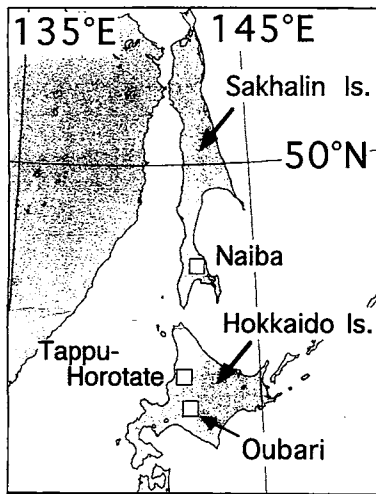 135°E 145°E
Sakhalin Is.
50°N
Naiba
Hokkaido Is.
Tappu-
Horotate
Oubari